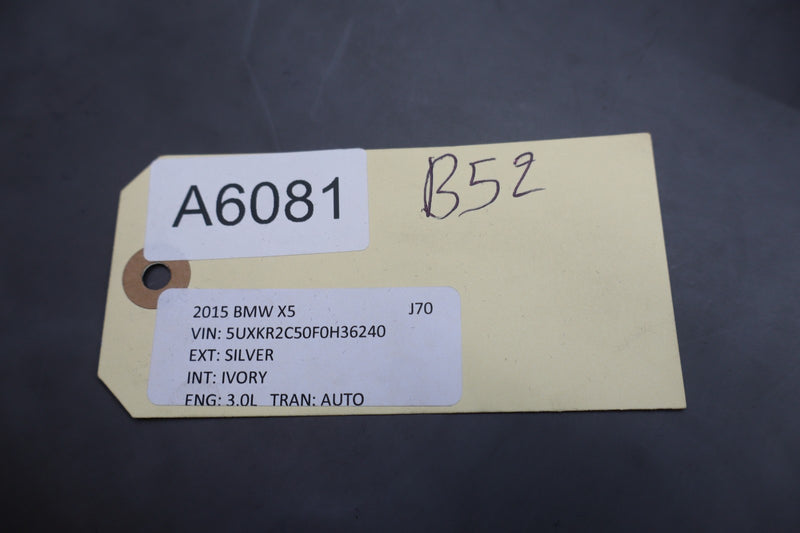 A6081
B52
2015 BMW X5 J70
VIN: 5UXKR2C50F0H36240
EXT: SILVER
INT: IVORY
ENG: 3.0L TRAN: AUTO